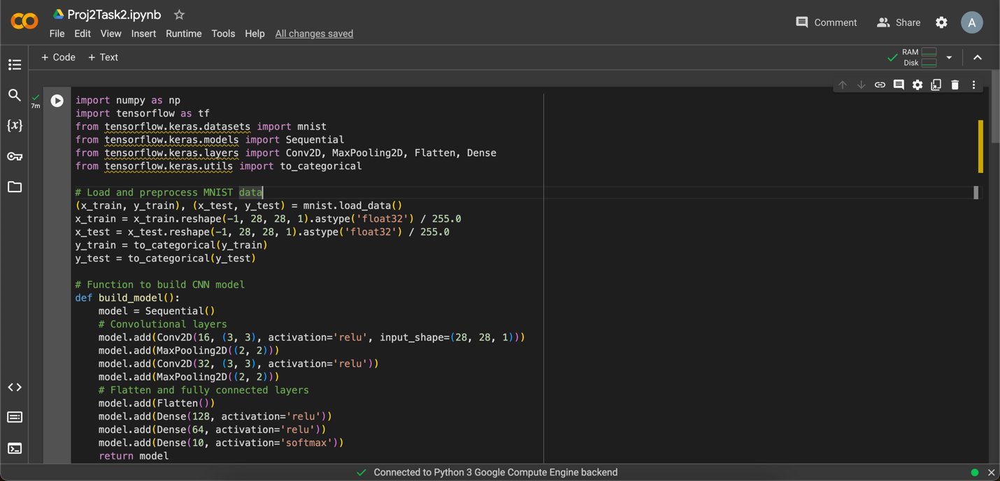 Proj2Task2.ipynb
File Edit View Insert Runtime Tools Help All changes saved
Comment
Share
A
+ Code + Text
RAM
Disk
{x}
7m
import numpy as np
import tensorflow as tf
from tensorflow.keras.datasets import mnist
from tensorflow.keras.models import Sequential
from tensorflow.keras.layers import Conv2D, MaxPooling2D, Flatten, Dense
from tensorflow.keras.utils import to_categorical

# Load and preprocess MNIST data
(x_train, y_train), (x_test, y_test) = mnist.load_data()
x_train = x_train.reshape(-1, 28, 28, 1).astype('float32') / 255.0
x_test = x_test.reshape(-1, 28, 28, 1).astype('float32') / 255.0
y_train = to_categorical(y_train)
y_test = to_categorical(y_test)

# Function to build CNN model
def build_model():
    model = Sequential()
    # Convolutional layers
    model.add(Conv2D(16, (3, 3), activation='relu', input_shape=(28, 28, 1)))
    model.add(MaxPooling2D((2, 2)))
    model.add(Conv2D(32, (3, 3), activation='relu'))
    model.add(MaxPooling2D((2, 2)))
    # Flatten and fully connected layers
    model.add(Flatten())
    model.add(Dense(128, activation='relu'))
    model.add(Dense(64, activation='relu'))
    model.add(Dense(10, activation='softmax'))
    return model
Connected to Python 3 Google Compute Engine backend